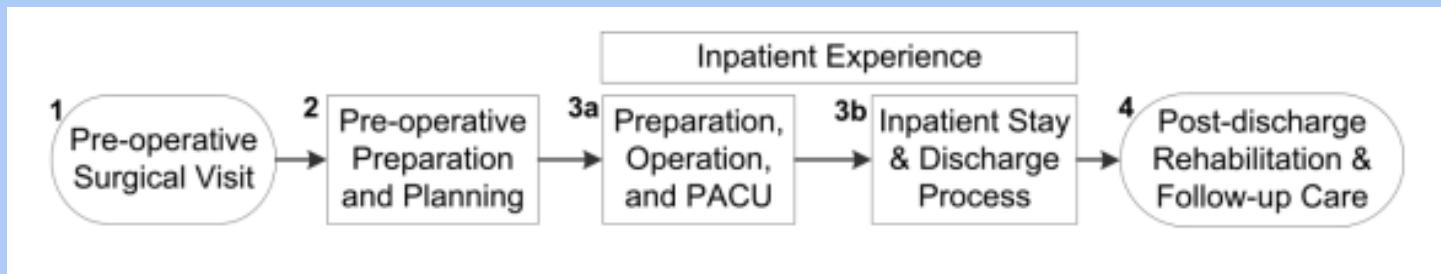 Inpatient Experience
1
Pre-operative
Surgical Visit
2
Pre-operative
Preparation
and Planning
3a
Preparation,
Operation,
and PACU
3b
Inpatient Stay
& Discharge
Process
4
Post-discharge
Rehabilitation &
Follow-up Care